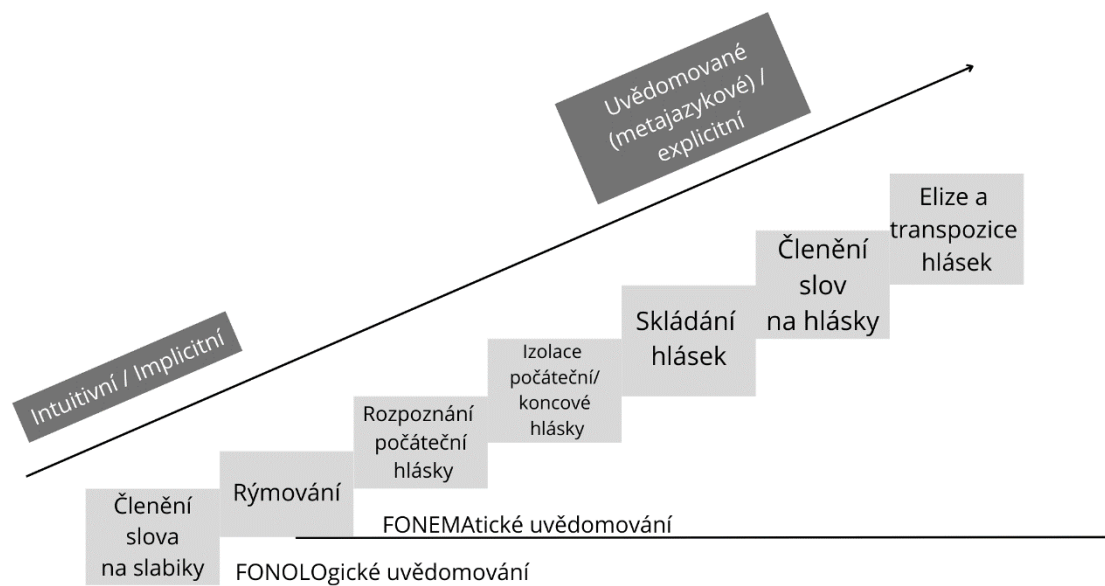 Uvědomované
(metajazykové) /
explicitní
Intuitivní / Implicitní
Elize a
transpozice
hlásek
Členění
slov
na hlásky
Skládání
hlásek
Izolace
počáteční/
koncové
hlásky
Rozpoznání
počáteční
hlásky
Rýmování
Členění
slova
na slabiky
FONEMAtické uvědomování
FONOLOgické uvědomování